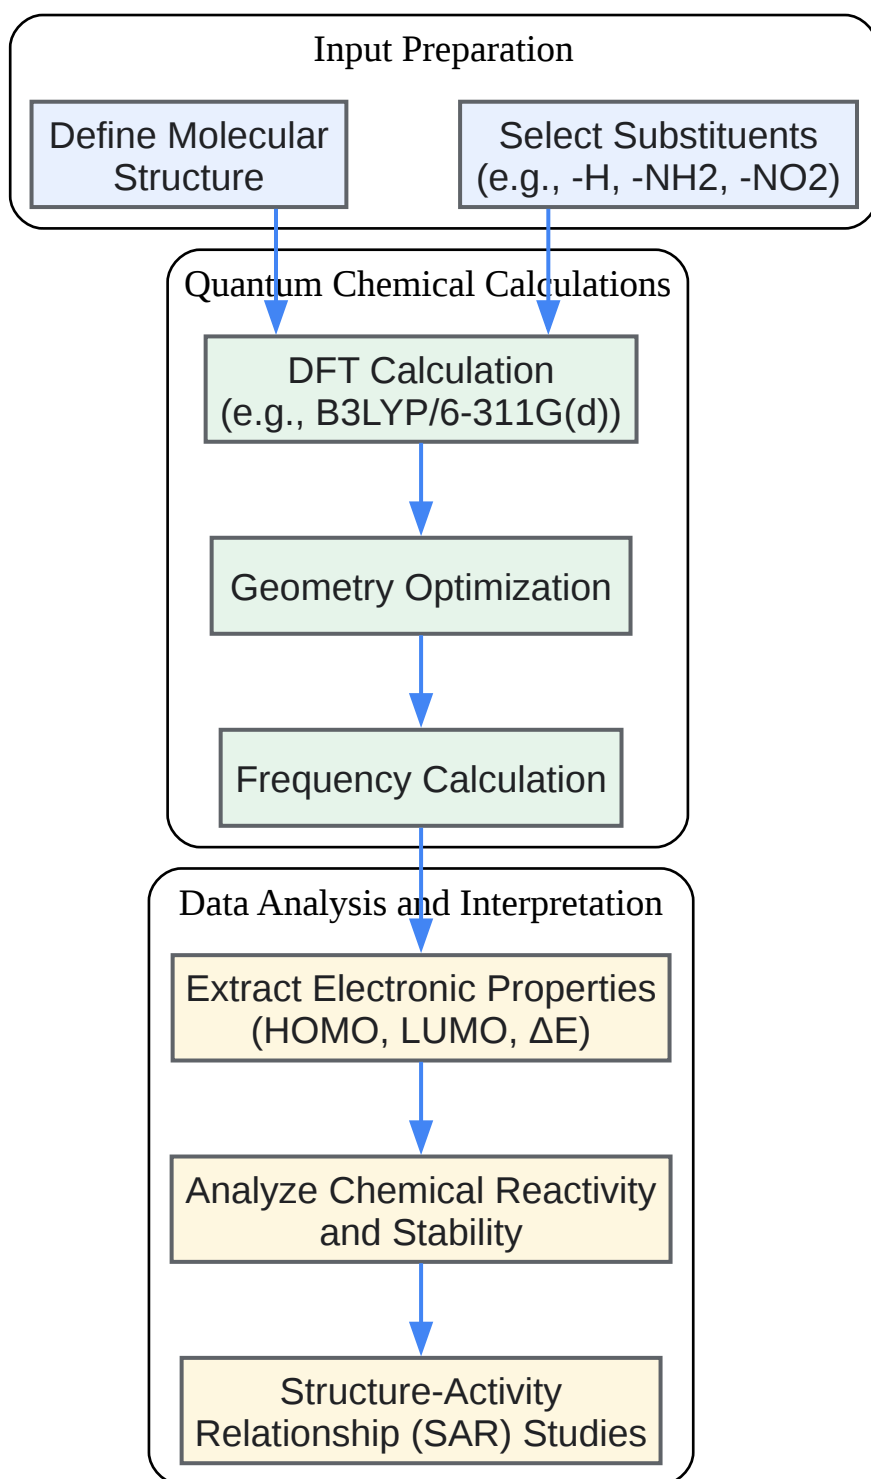 Input Preparation
Define Molecular
Structure
Select Substituents
(e.g., -H, -NH2, -NO2)
Quantum Chemical Calculations
DFT Calculation
(e.g., B3LYP/6-311G(d))
Geometry Optimization
Frequency Calculation
Data Analysis and Interpretation
Extract Electronic Properties
(HOMO, LUMO, ΔE)
Analyze Chemical Reactivity
and Stability
Structure-Activity
Relationship (SAR) Studies